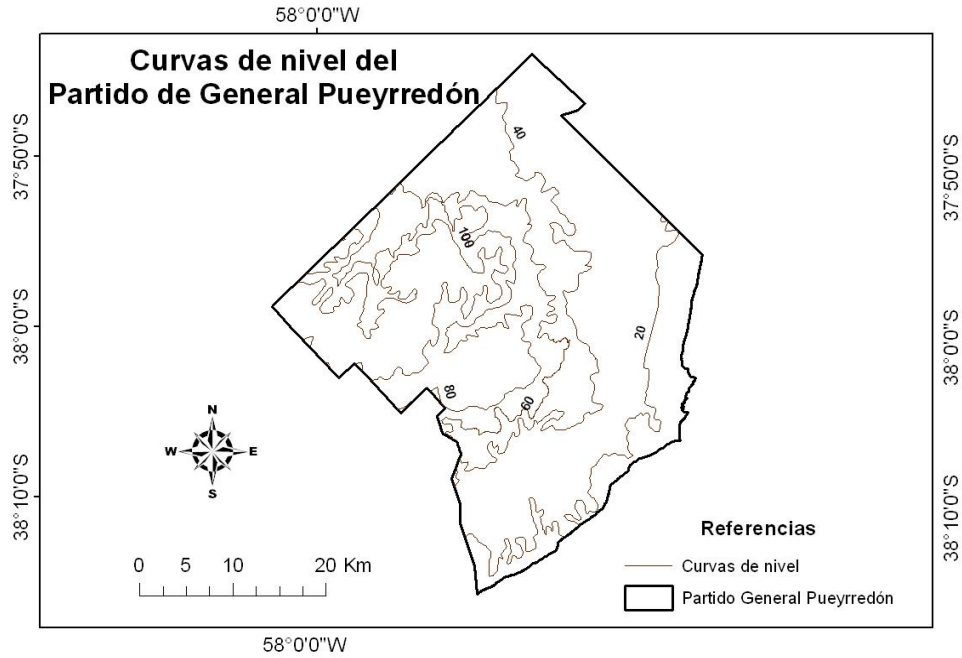 58°0'0"W
Curvas de nivel del
Partido de General Pueyrredón
37°50'0"S
37°50'0"S
40
100
20
38°0'0"S
38°0'0"S
80
60
N
W
E
S
38°10'0"S
38°10'0"S
Referencias
Curvas de nivel
Partido General Pueyrredón
0 5 10 20 Km
58°0'0"W